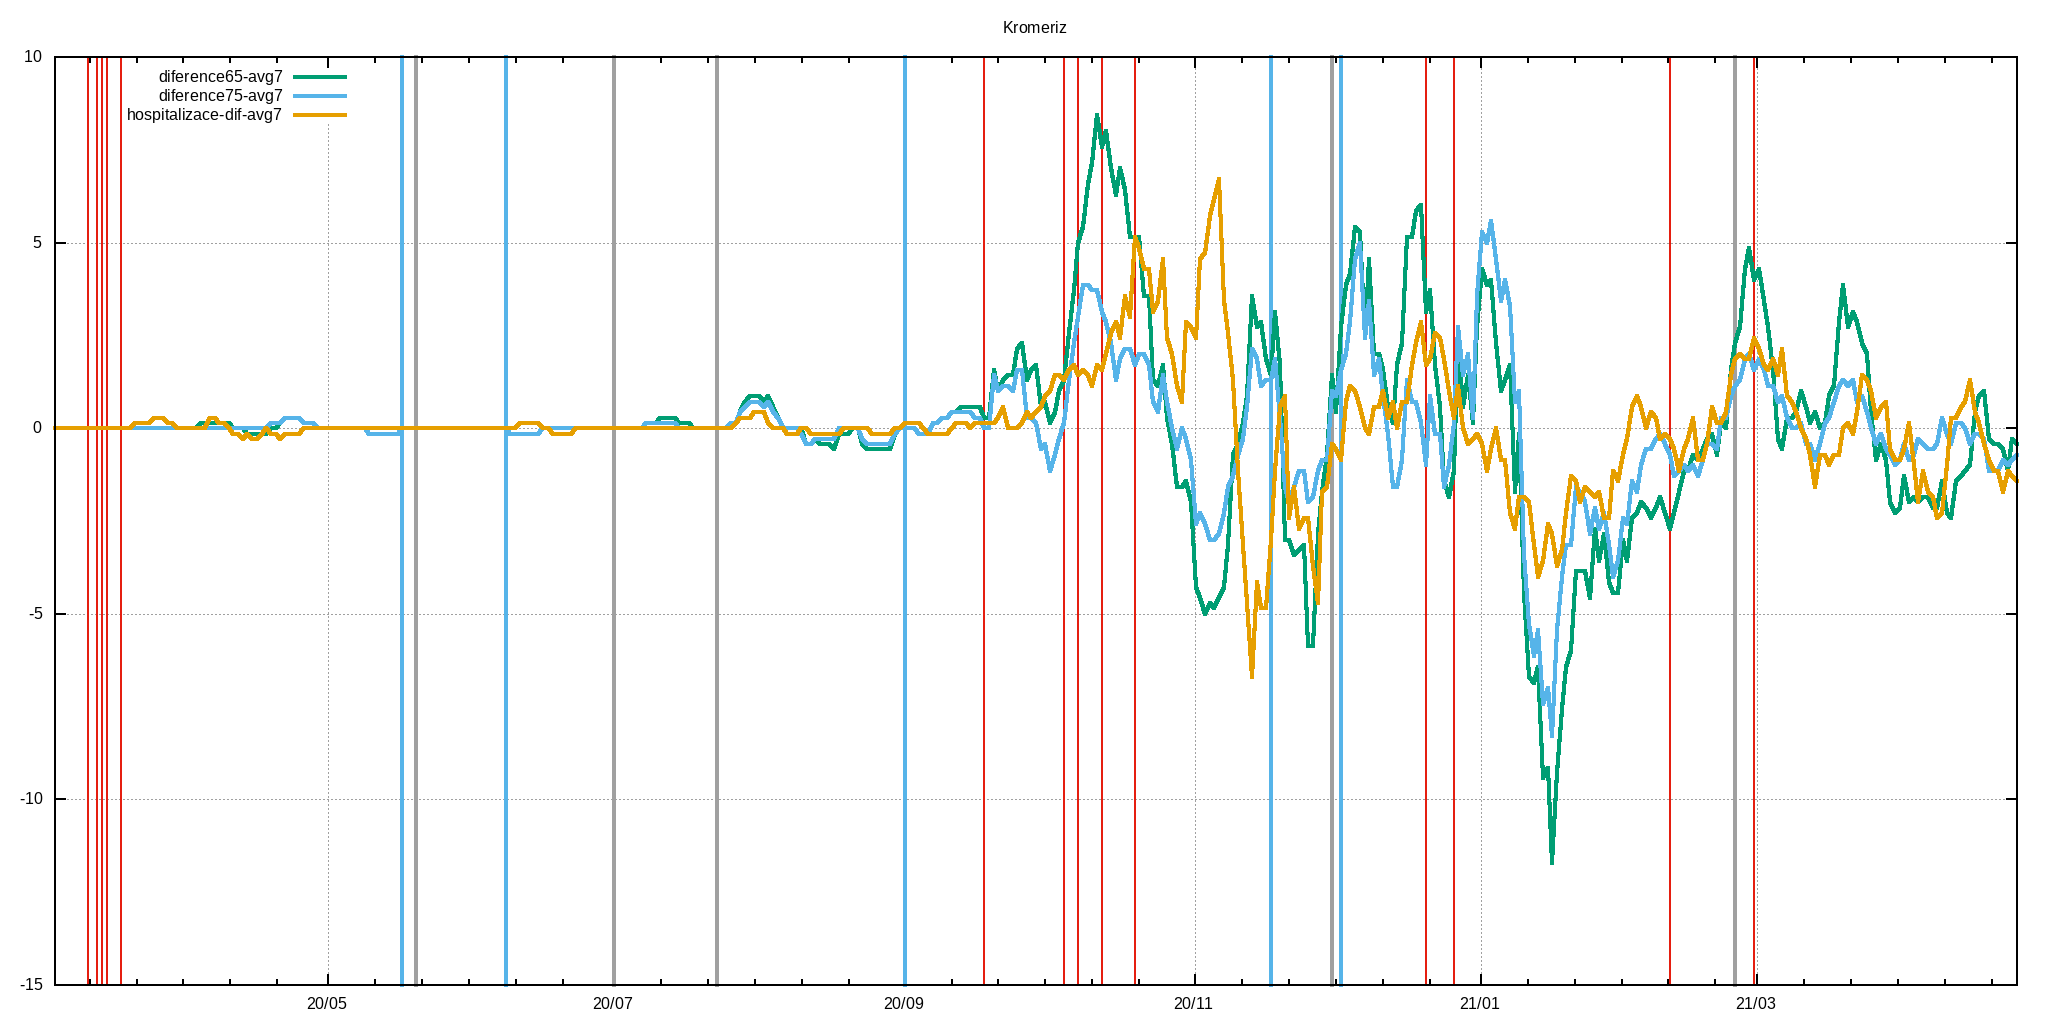 Kromeriz
diference65-avg7
diference75-avg7
hospitalizace-dif-avg7
10
5
0
-5
-10
-15
20/05 20/07 20/09 20/11 21/01 21/03